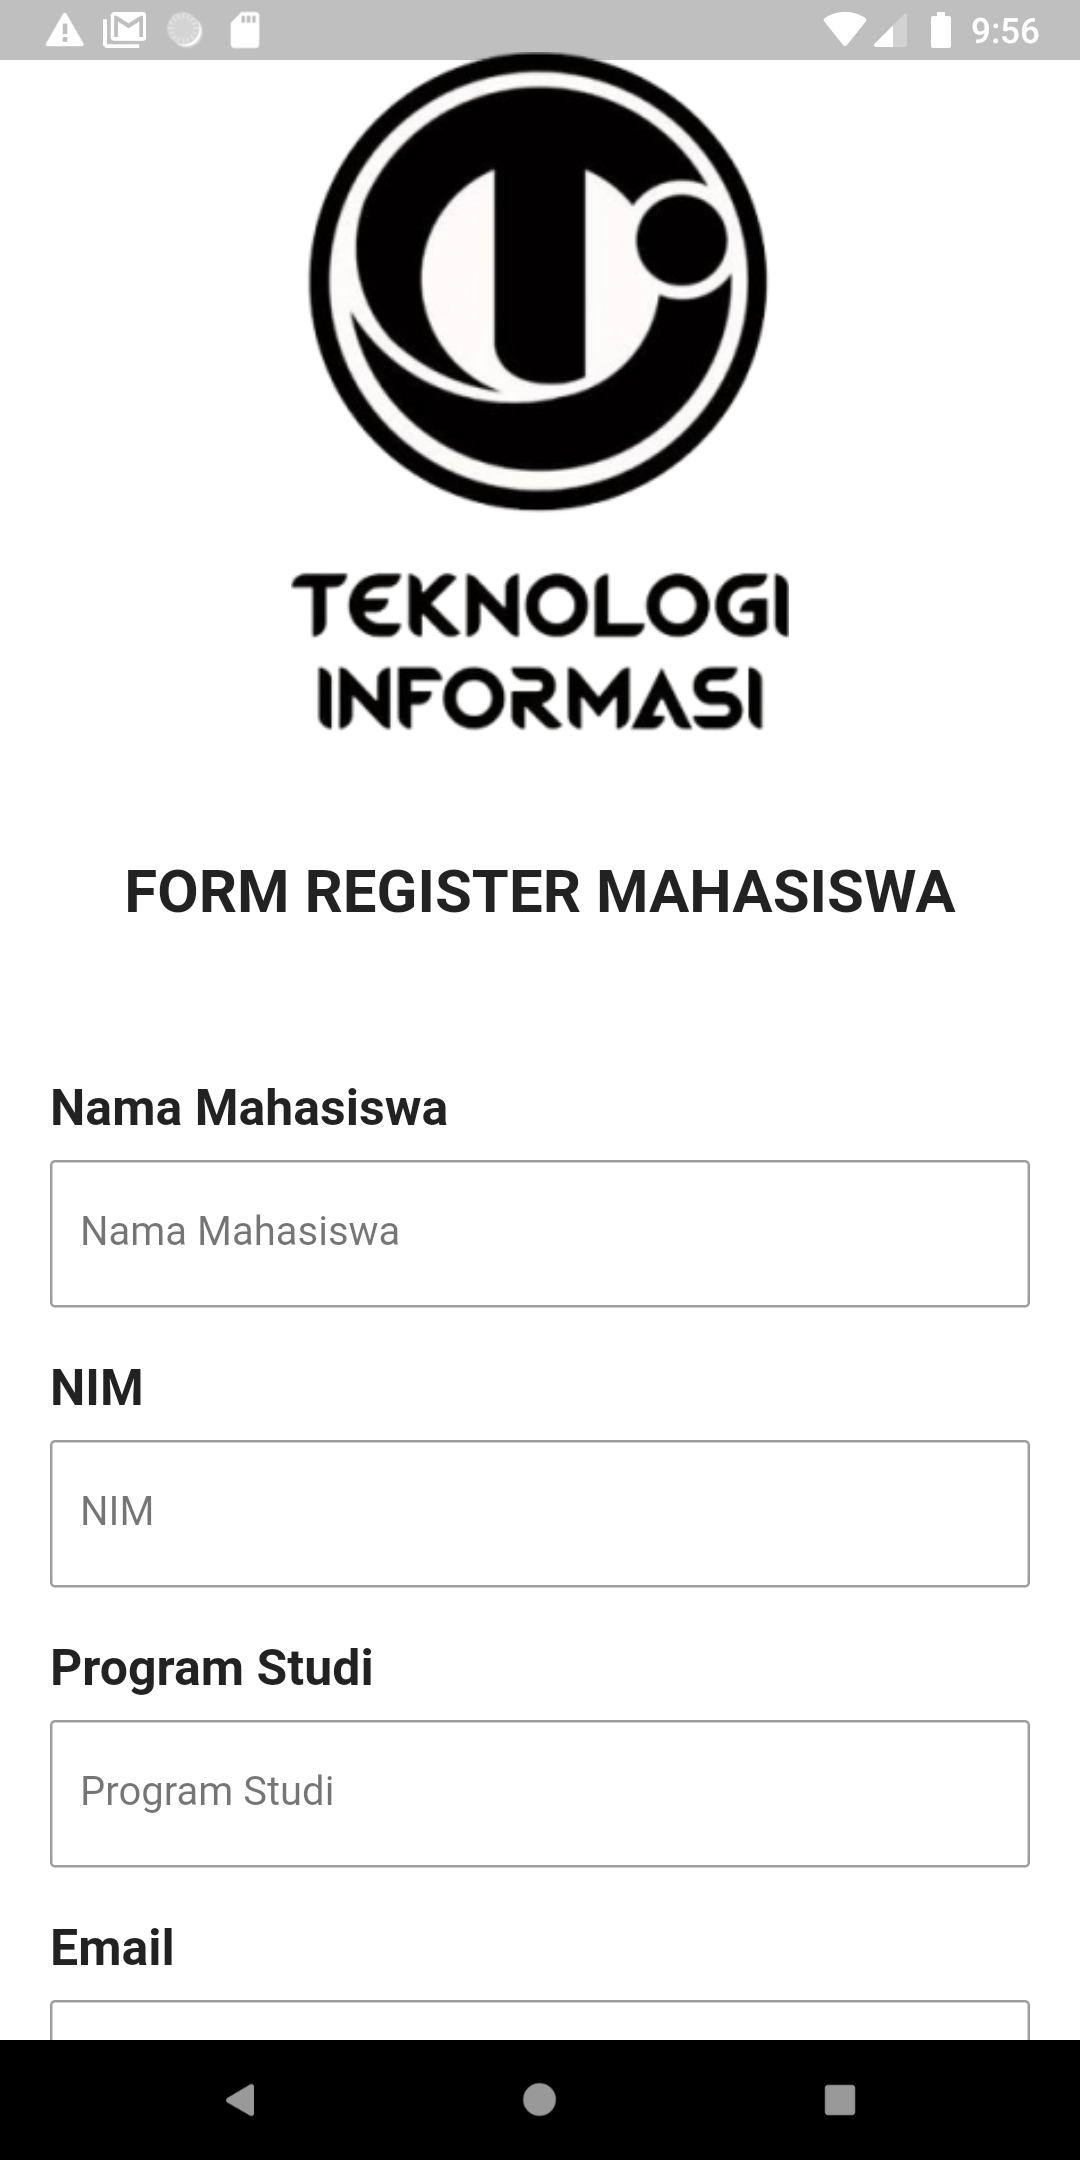 9:56
TEKNOLOGI
INFORMASI
FORM REGISTER MAHASISWA
Nama Mahasiswa
Nama Mahasiswa
NIM
NIM
Program Studi
Program Studi
Email